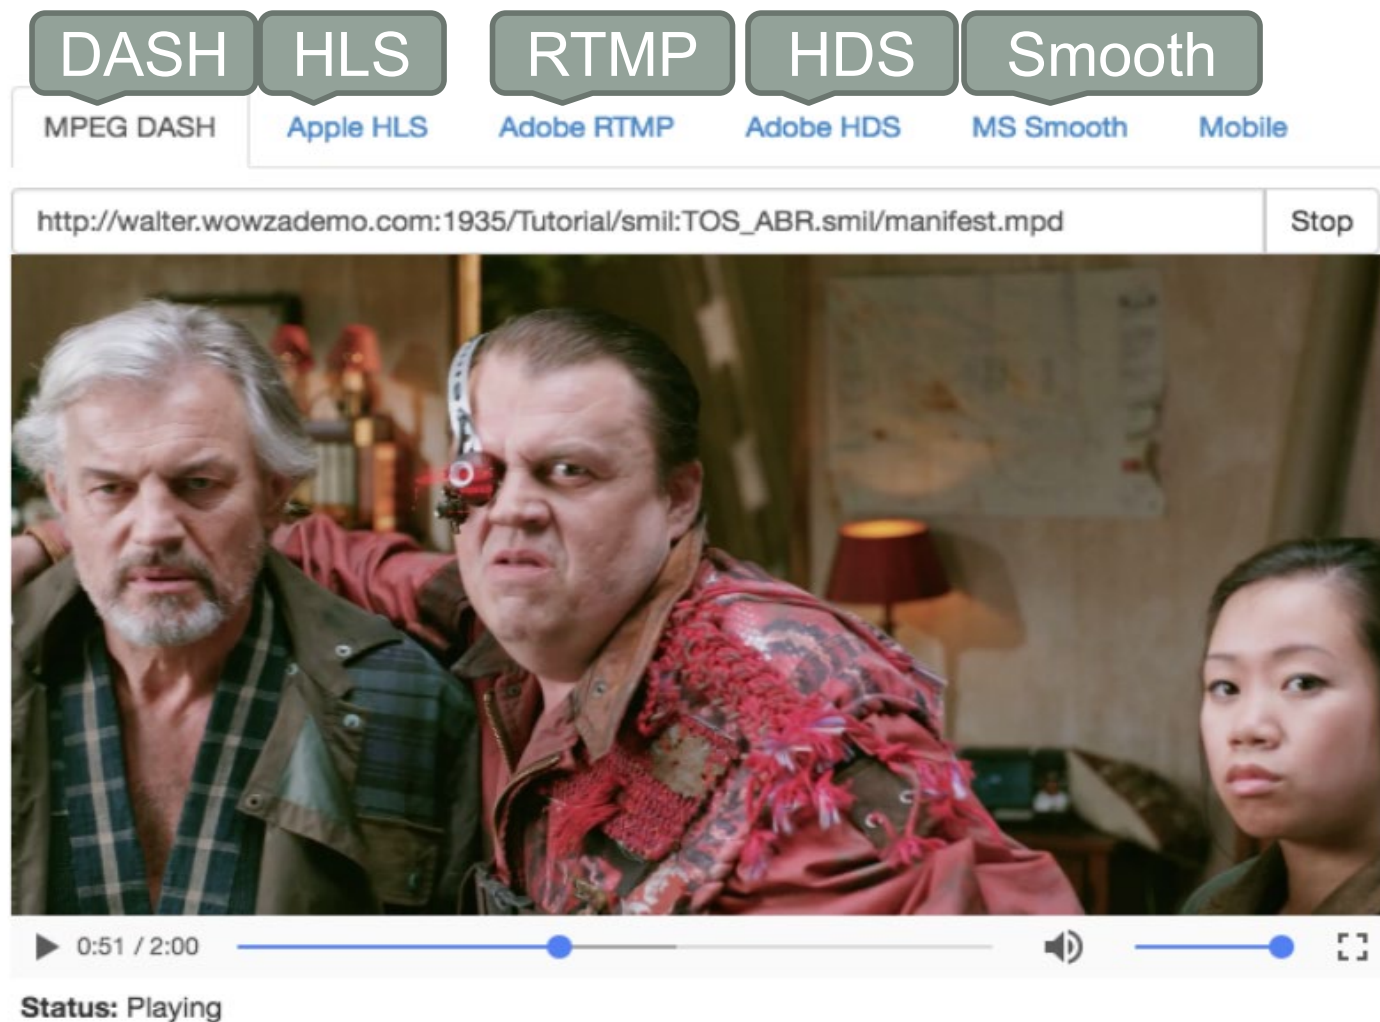 DASH HLS RTMP HDS Smooth
MPEG DASH Apple HLS Adobe RTMP Adobe HDS MS Smooth Mobile
http://walter.wowzademo.com:1935/Tutorial/smil:TOS_ABR.smil/manifest.mpd Stop
0:51 / 2:00
Status: Playing